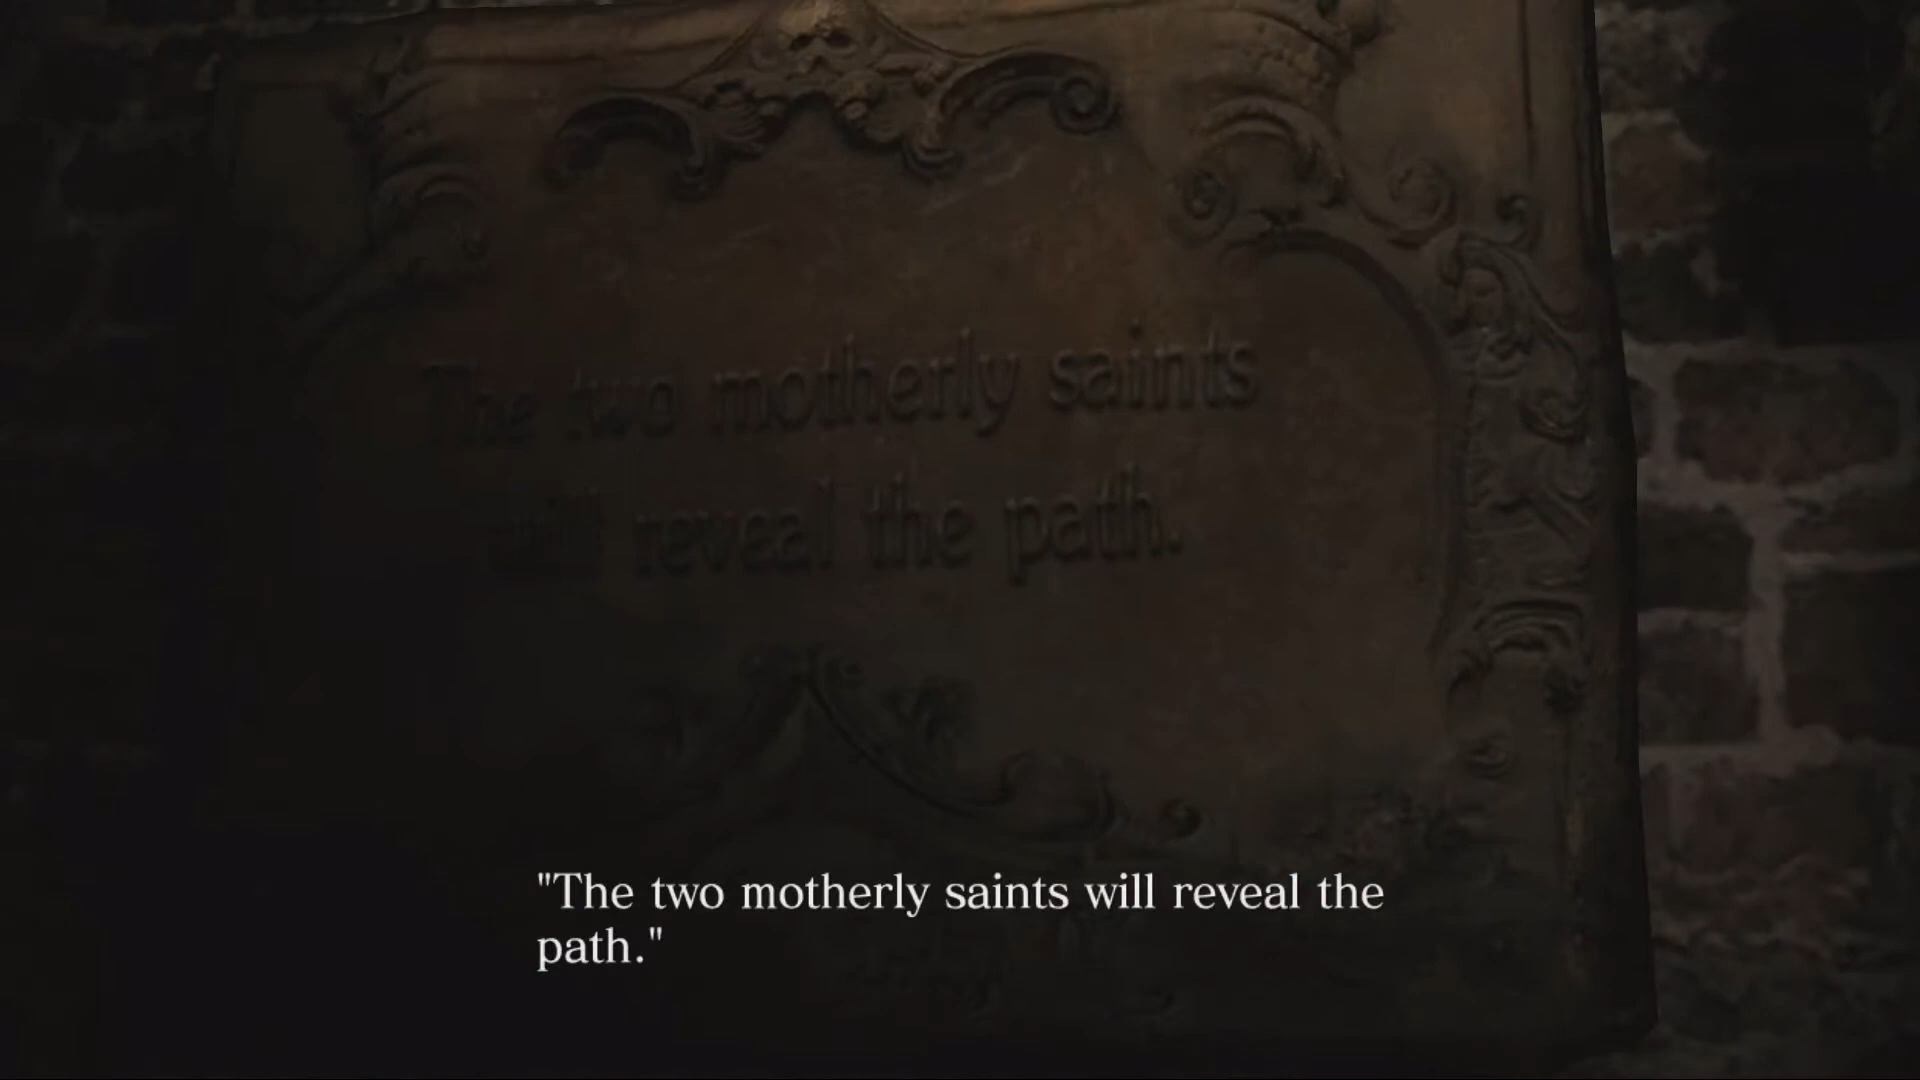 The two motherly saints
will reveal the path.
"The two motherly saints will reveal the
path."